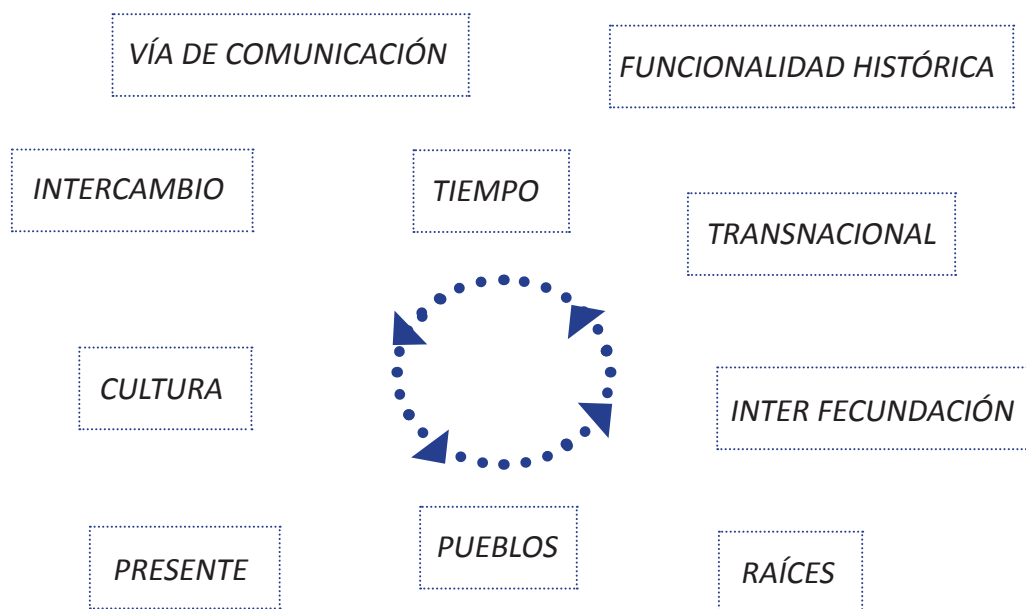 VÍA DE COMUNICACIÓN
FUNCIONALIDAD HISTÓRICA
INTERCAMBIO
TIEMPO
TRANSNACIONAL
CULTURA
INTER FECUNDACIÓN
PRESENTE
PUEBLOS
RAÍCES